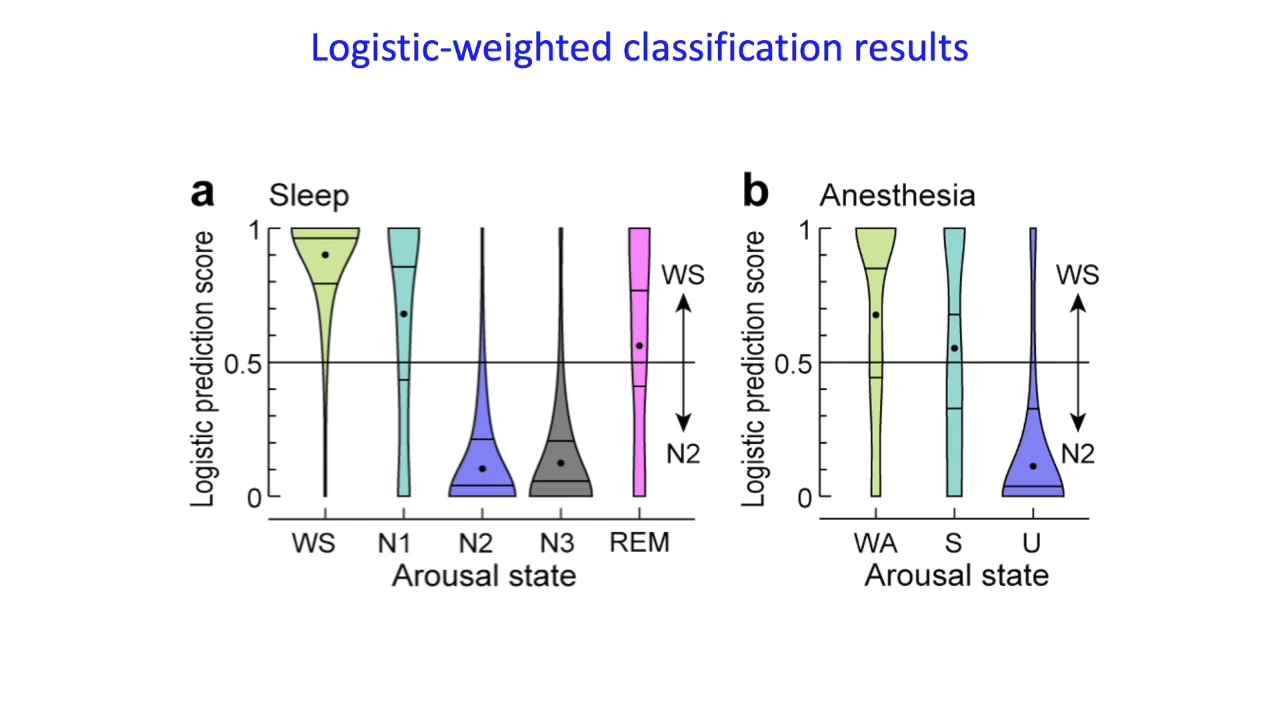 Logistic-weighted classification results
a Sleep
Logistic prediction score
1
0.5
0
WS
N2
WS N1 N2 N3 REM
Arousal state
b Anesthesia
Logistic prediction score
1
0.5
0
WS
N2
WA S U
Arousal state